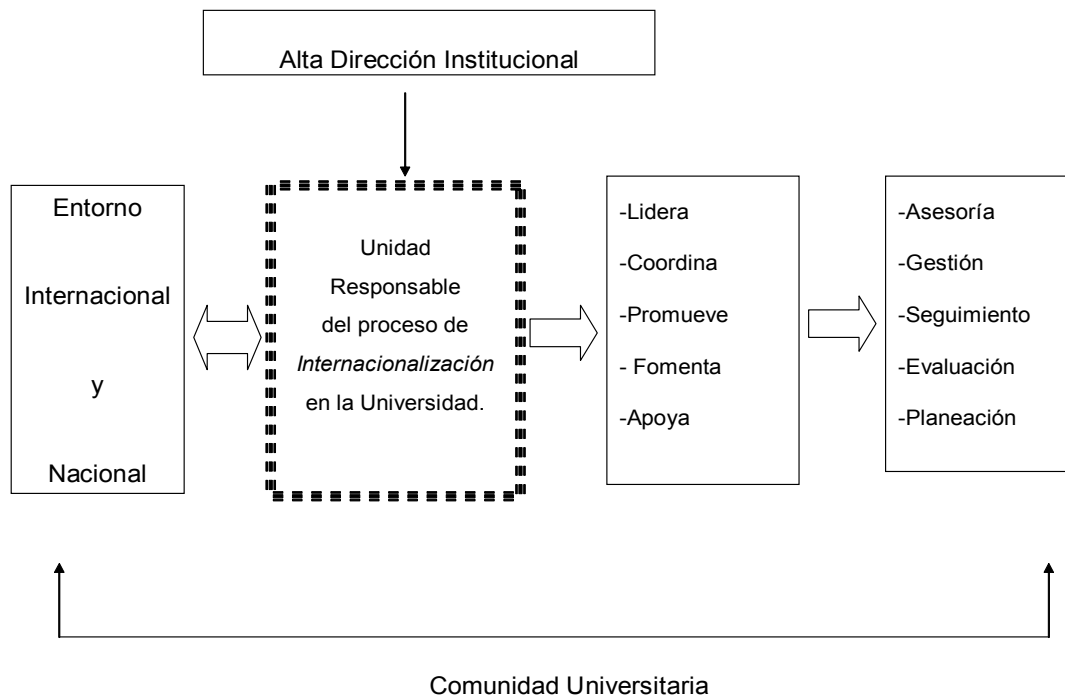 Alta Dirección Institucional
Entorno
Internacional
y
Nacional
Unidad
Responsable
del proceso de
Internacionalización
en la Universidad.
-Lidera
-Coordina
-Promueve
- Fomenta
-Apoya
-Asesoría
-Gestión
-Seguimiento
-Evaluación
-Planeación
Comunidad Universitaria